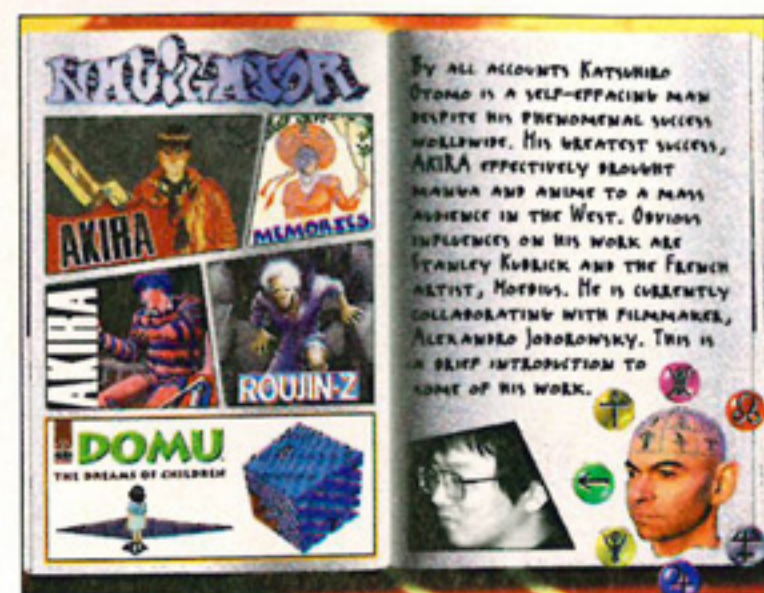 NAVIGATOR
AKIRA
MEMORIES
AKIRA
ROUJIN-Z
DOMU
THE DREAMS OF CHILDREN
BY ALL ACCOUNTS KATSUHIRO
OTOMO IS A SELF-EFFACING MAN
DESPITE HIS PHENOMENAL SUCCESS
WORLDWIDE. HIS GREATEST SUCCESS,
AKIRA EFFECTIVELY BROUGHT
MANGA AND ANIME TO A MASS
AUDIENCE IN THE WEST. OBVIOUS
INFLUENCES ON HIS WORK ARE
STANLEY KUBRICK AND THE FRENCH
ARTIST, MOEBIUS. HE IS CURRENTLY
COLLABORATING WITH FILMMAKER,
ALEXANDRO JODOROWSKY. THIS IS
A BRIEF INTRODUCTION TO
SOME OF HIS WORK.